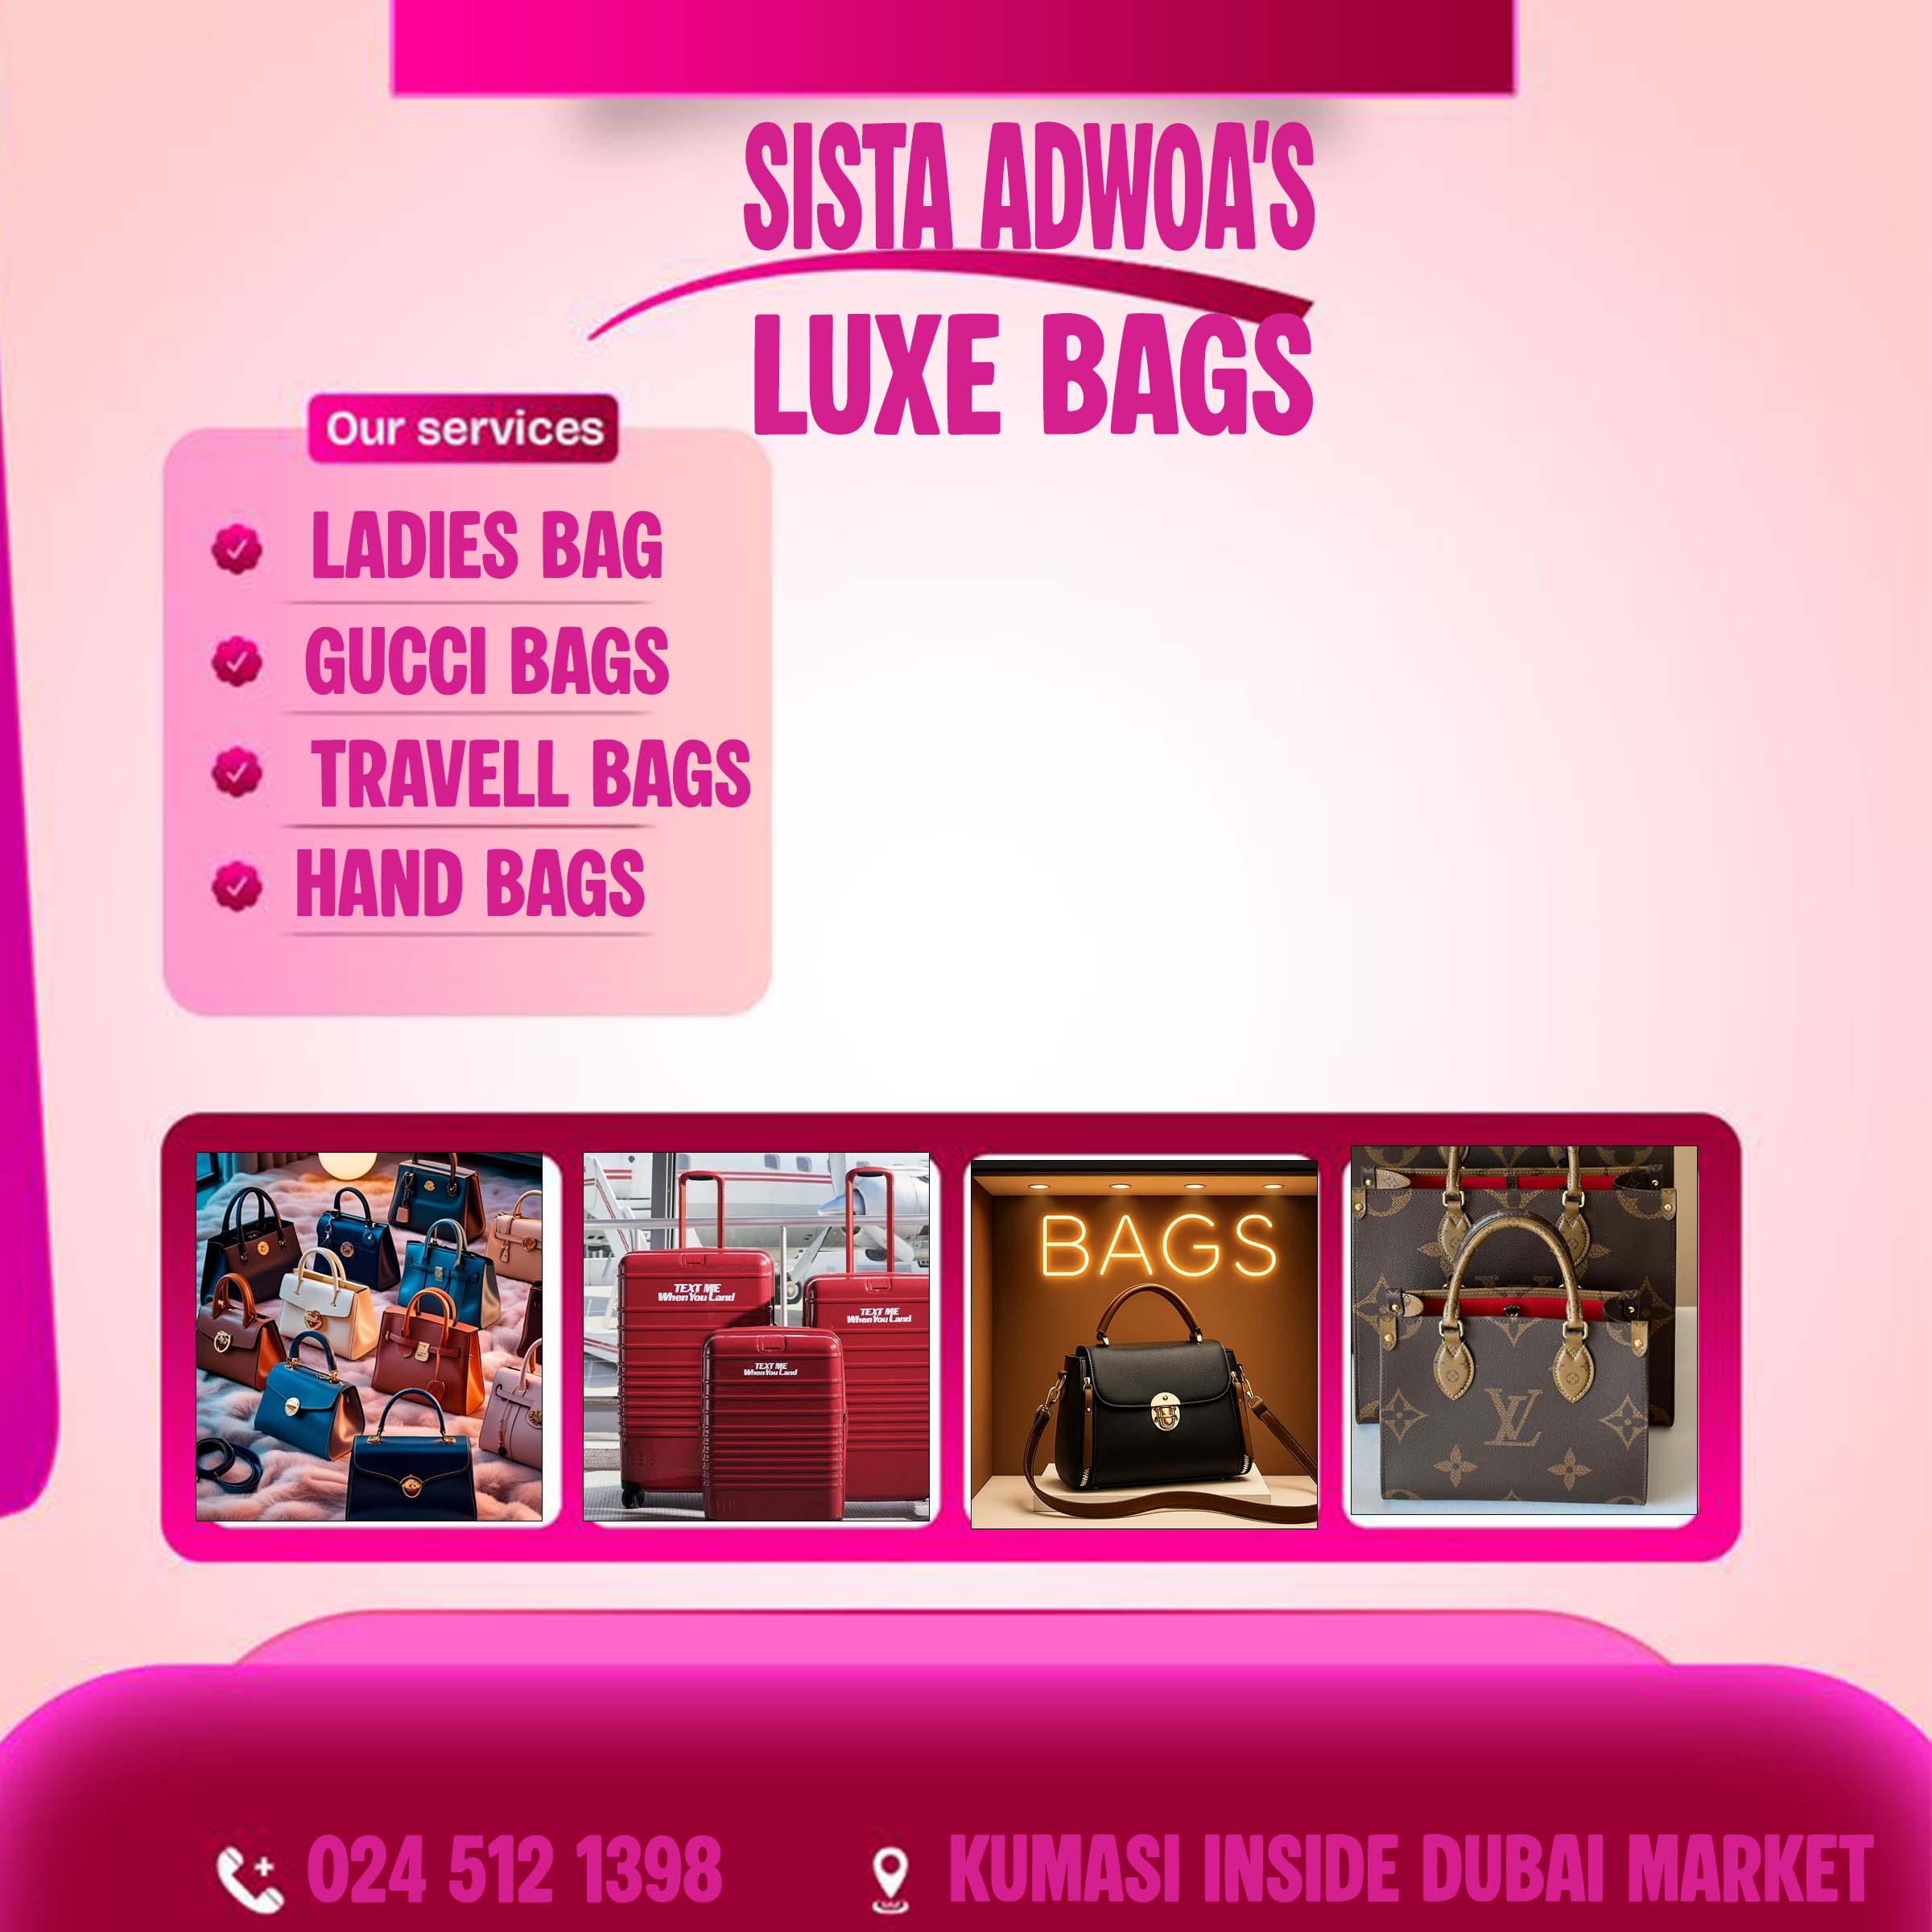 SISTA ADWOA'S
LUXE BAGS
Our services
LADIES BAG
GUCCI BAGS
TRAVELL BAGS
HAND BAGS
TEXT ME
When You Land
TEXT ME
When You Land
TEXT ME
When You Land
BAGS
LV
024 512 1398
KUMASI INSIDE DUBAI MARKET